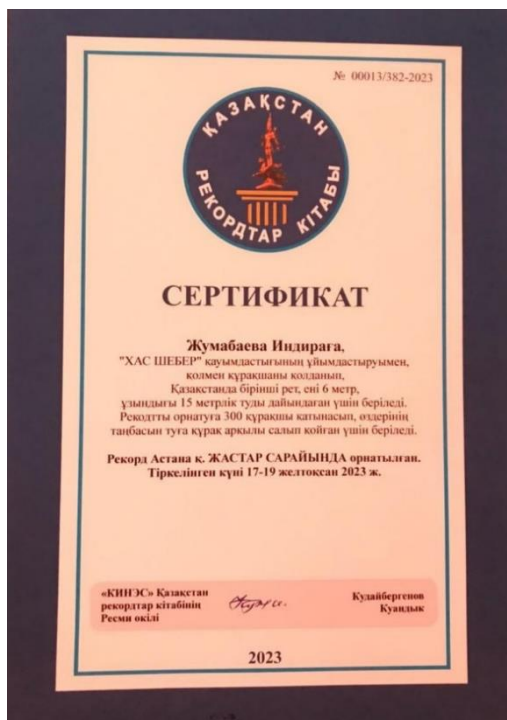 № 00013/382-2023
ҚАЗАҚСТАН
РЕКОРДТАР КІТАБЫ
СЕРТИФИКАТ
Жумабаева Индираға,
"ХАС ШЕБЕР" қауымдастығының ұйымдастыруымен,
қолмен құрақшаны қолданып,
Қазақстанда бірінші рет, ені 6 метр,
ұзындығы 15 метрлік туды дайындаған үшін беріледі.
Рекодтты орнатуға 300 құрақшы қатынасып, өздерінің
таңбасын туға құрақ арқылы салып қойған үшін беріледі.
Рекорд Астана қ. ЖАСТАР САРАЙЫНДА орнатылған.
Тіркелінген күні 17-19 желтоқсан 2023 ж.
«КИНЭС» Қазақстан
рекордтар кітабінің
Ресми өкілі
Кудайбергенов
Куандык
2023